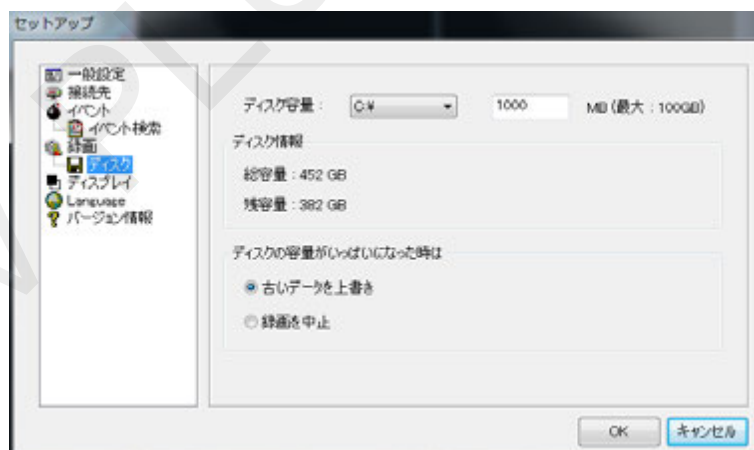 セットアップ
一般設定
接続先
イベント
イベント検索
録画
ディスク
ディスプレイ
Language
バージョン情報
ディスク容量 : C:¥ 1000 MB (最大 : 100GB)
ディスク情報
総容量 : 452 GB
残容量 : 382 GB
ディスクの容量がいっぱいになった時は
古いデータを上書き
録画を中止
OK キャンセル